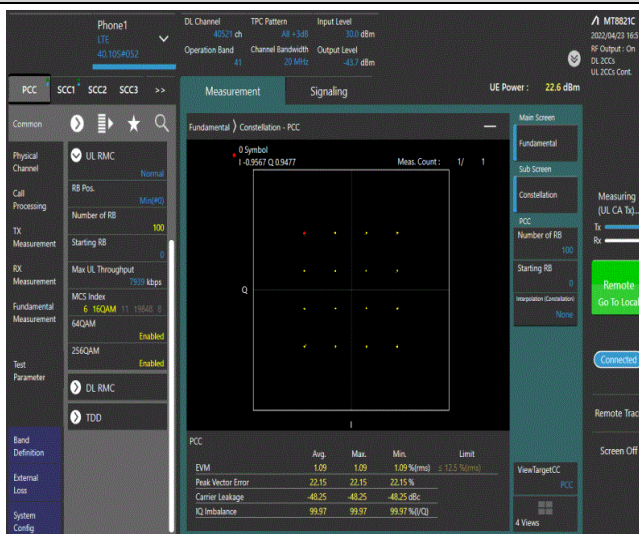 Phone1
LTE
40.105#052
DL Channel TPC Pattern Input Level
40521 ch All +3dB 30.0 dBm
Operation Band Channel Bandwidth Output Level
41 20 MHz -43.7 dBm
MT8821C
2022/04/23 16:5
RF Output : On
DL 2CCs
UL 2CCs Cont.
PCC SCC1 SCC2 SCC3 >>
Measurement Signaling
UE Power : 22.6 dBm
Common
Physical Channel
Call Processing
TX Measurement
RX Measurement
Fundamental Measurement
Test Parameter
Band Definition
External Loss
System Config
UL RMC
Normal
RB Pos.
Min(#0)
Number of RB
100
Starting RB
0
Max UL Throughput
7939 kbps
MCS Index
6 16QAM 11 19848 8
64QAM
Enabled
256QAM
Enabled
DL RMC
TDD
Fundamental 〉 Constellation - PCC
0 Symbol
I -0.9567 Q 0.9477 Meas. Count : 1/ 1
Q
I
PCC
Avg. Max. Min. Limit
EVM 1.09 1.09 1.09 %(rms) ≤ 12.5 %(rms)
Peak Vector Error 22.15 22.15 22.15 %
Carrier Leakage -48.25 -48.25 -48.25 dBc
IQ Imbalance 99.97 99.97 99.97 %(I/Q)
Main Screen
Fundamental
Sub Screen
Constellation
PCC
Number of RB
100
Starting RB
0
Interpolation (Constellation)
None
ViewTargetCC
PCC
4 Views
Measuring
(UL CA Tx)...
Tx
Rx
Remote
Go To Local
Connected
Remote Trac
Screen Off